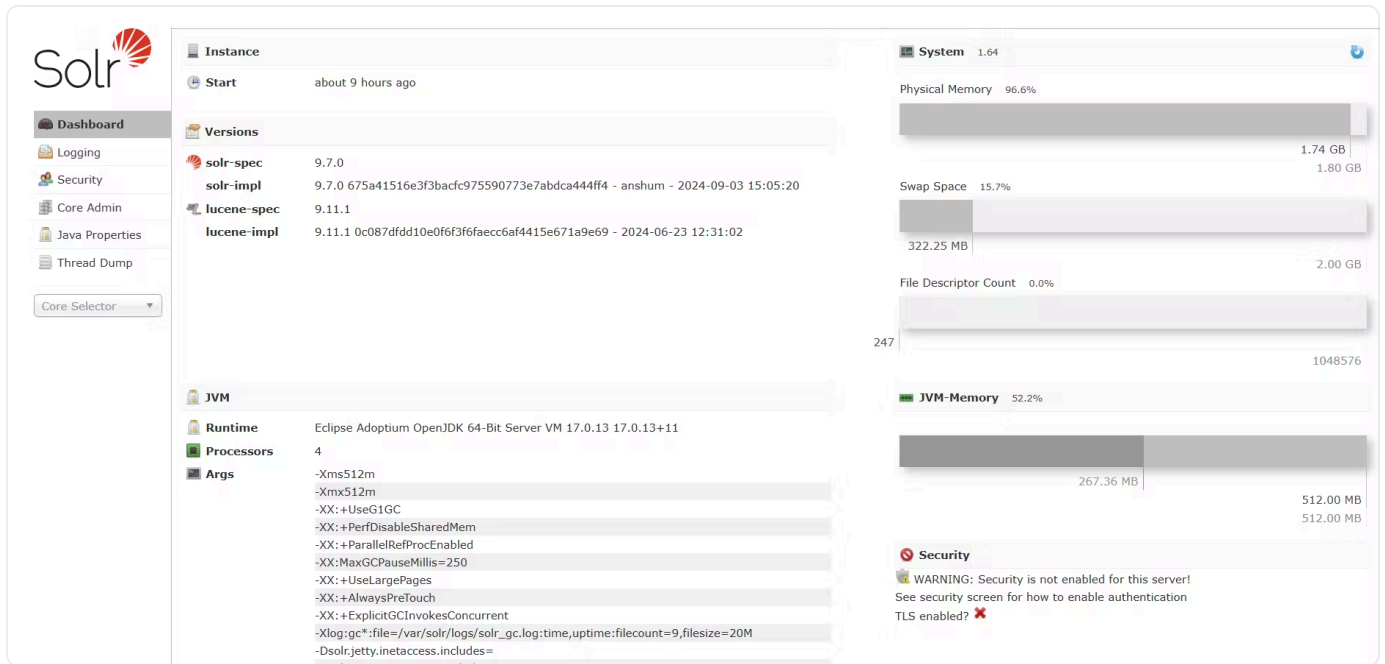 Solr
Dashboard
Logging
Security
Core Admin
Java Properties
Thread Dump
Core Selector
Instance
Start about 9 hours ago
Versions
solr-spec 9.7.0
solr-impl 9.7.0 675a41516e3f3bacfc975590773e7abdca444ff4 - anshum - 2024-09-03 15:05:20
lucene-spec 9.11.1
lucene-impl 9.11.1 0c087dfdd10e0f6f3f6faecc6af4415e671a9e69 - 2024-06-23 12:31:02
JVM
Runtime Eclipse Adoptium OpenJDK 64-Bit Server VM 17.0.13 17.0.13+11
Processors 4
Args -Xms512m
-Xmx512m
-XX:+UseG1GC
-XX:+PerfDisableSharedMem
-XX:+ParallelRefProcEnabled
-XX:MaxGCPauseMillis=250
-XX:+UseLargePages
-XX:+AlwaysPreTouch
-XX:+ExplicitGCInvokesConcurrent
-Xlog:gc*:file=/var/solr/logs/solr_gc.log:time,uptime:filecount=9,filesize=20M
-Dsolr.jetty.inetaccess.includes=
System 1.64
Physical Memory 96.6%
1.74 GB
1.80 GB
Swap Space 15.7%
322.25 MB
2.00 GB
File Descriptor Count 0.0%
247
1048576
JVM-Memory 52.2%
267.36 MB
512.00 MB
512.00 MB
Security
WARNING: Security is not enabled for this server!
See security screen for how to enable authentication
TLS enabled?